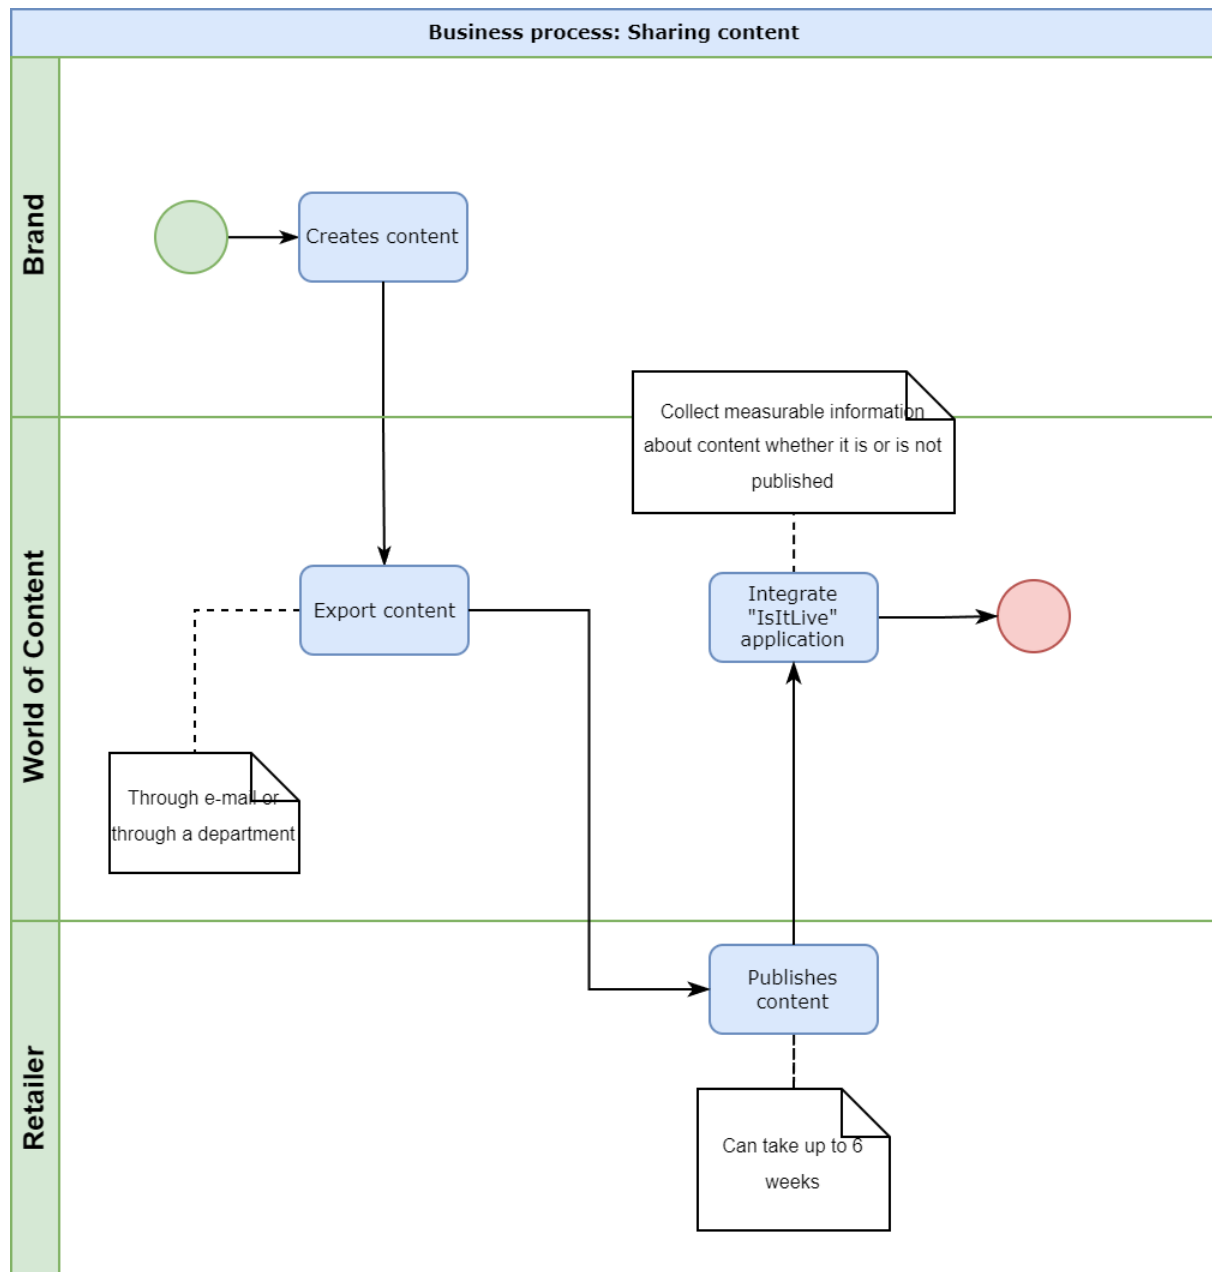 Business process: Sharing content
Brand
Creates content
Collect measurable information
about content whether it is or is not
published
World of Content
Export content
Integrate
"IsItLive"
application
Through e-mail or
through a department
Retailer
Publishes
content
Can take up to 6
weeks